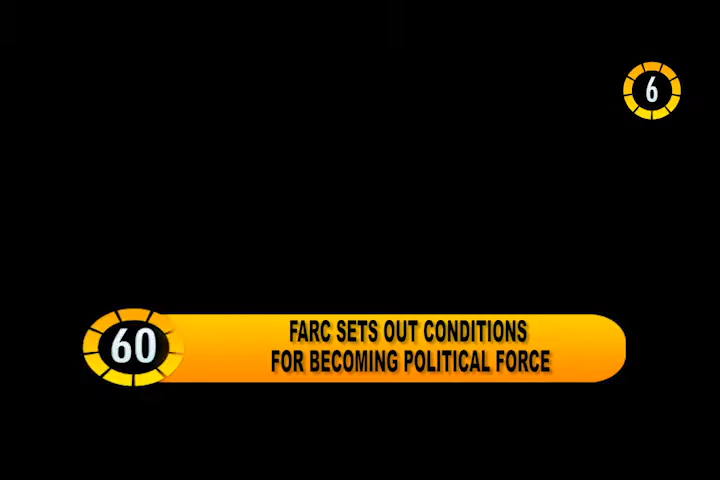 6
60
FARC SETS OUT CONDITIONS
FOR BECOMING POLITICAL FORCE